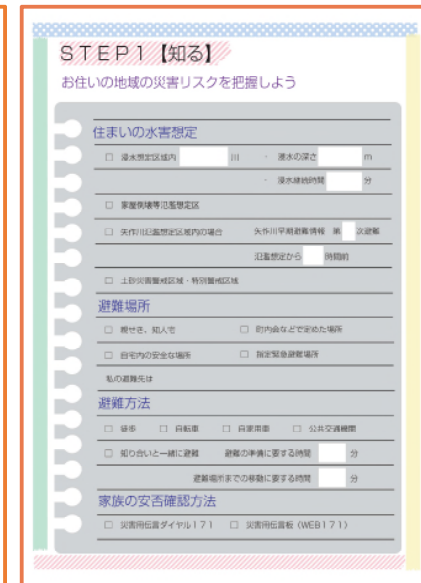 STEP1【知る】
お住いの地域の災害リスクを把握しよう
住まいの水害想定
□ 浸水想定区域内 川 ・ 浸水の深さ m
・ 浸水継続時間 分
□ 家屋倒壊等氾濫想定区
□ 矢作川氾濫想定区域内の場合 矢作川早期避難情報 第 次避難
氾濫想定から 時間前
□ 土砂災害警戒区域・特別警戒区域
避難場所
□ 親せき、知人宅 □ 町内会などで定めた場所
□ 自宅内の安全な場所 □ 指定緊急避難場所
私の避難先は
避難方法
□ 徒歩 □ 自転車 □ 自家用車 □ 公共交通機関
□ 知り合いと一緒に避難 避難の準備に要する時間 分
避難場所までの移動に要する時間 分
家族の安否確認方法
□ 災害用伝言ダイヤル171 □ 災害用伝言板（WEB171）